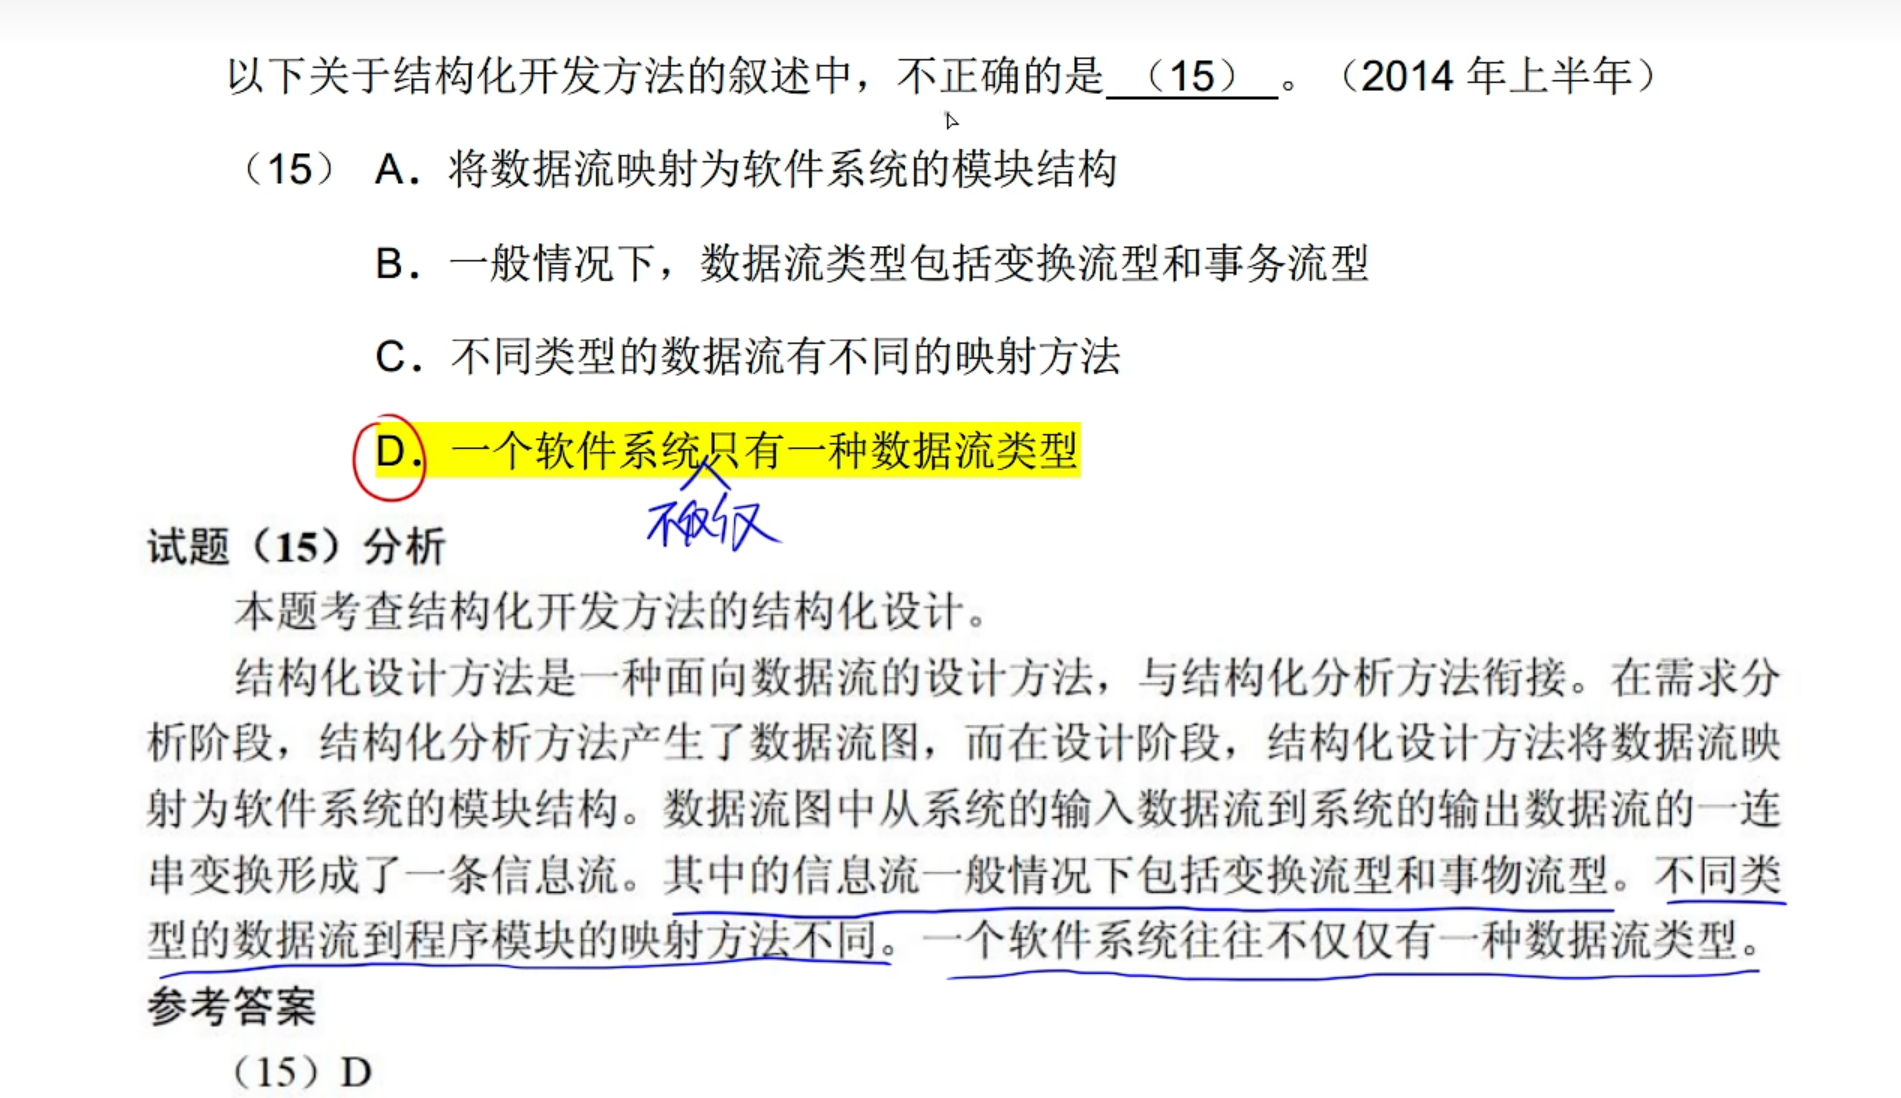 以下关于结构化开发方法的叙述中，不正确的是 （15） 。（2014 年上半年）
（15） A．将数据流映射为软件系统的模块结构
B．一般情况下，数据流类型包括变换流型和事务流型
C．不同类型的数据流有不同的映射方法
D．一个软件系统只有一种数据流类型
试题（15）分析
本题考查结构化开发方法的结构化设计。
结构化设计方法是一种面向数据流的设计方法，与结构化分析方法衔接。在需求分
析阶段，结构化分析方法产生了数据流图，而在设计阶段，结构化设计方法将数据流映
射为软件系统的模块结构。数据流图中从系统的输入数据流到系统的输出数据流的一连
串变换形成了一条信息流。其中的信息流一般情况下包括变换流型和事物流型。不同类
型的数据流到程序模块的映射方法不同。一个软件系统往往不仅仅有一种数据流类型。
参考答案
（15）D